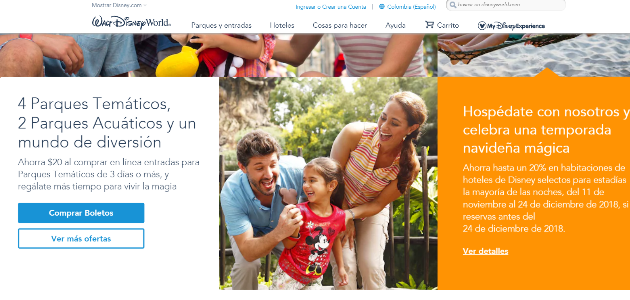 Mostrar Disney.com
Ingresar o Crear una Cuenta | Colombia (Español)
Walt Disney World
Parques y entradas
Hoteles
Cosas para hacer
Ayuda
Carrito
My Disney Experience
4 Parques Temáticos,
2 Parques Acuáticos y un
mundo de diversión
Ahorra $20 al comprar en línea entradas para
Parques Temáticos de 3 días o más, y
regálate más tiempo para vivir la magia
Comprar Boletos
Ver más ofertas
Hospédate con nosotros y
celebra una temporada
navideña mágica
Ahorra hasta un 20% en habitaciones de
hoteles de Disney selectos para estadías
la mayoría de las noches, del 11 de
noviembre al 24 de diciembre de 2018, si
reservas antes del
24 de diciembre de 2018.
Ver detalles